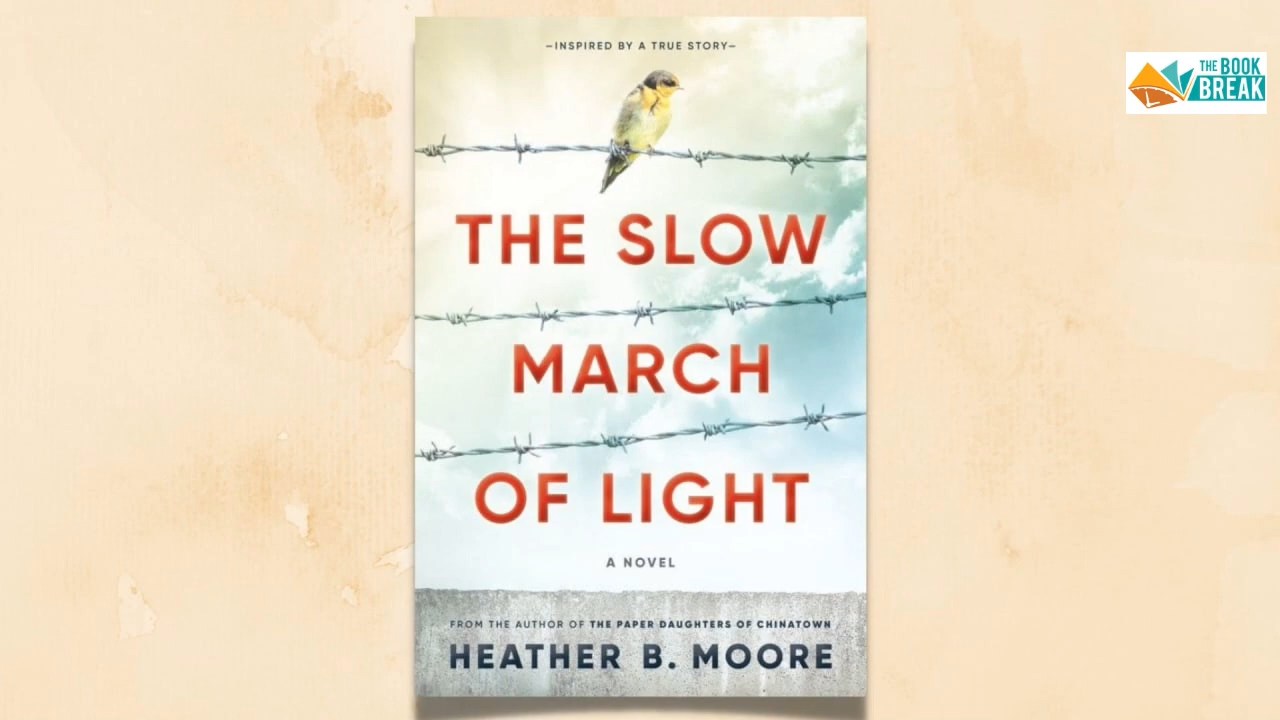 –INSPIRED BY A TRUE STORY–
THE SLOW
MARCH
OF LIGHT
A NOVEL
FROM THE AUTHOR OF THE PAPER DAUGHTERS OF CHINATOWN
HEATHER B. MOORE
THE BOOK
BREAK